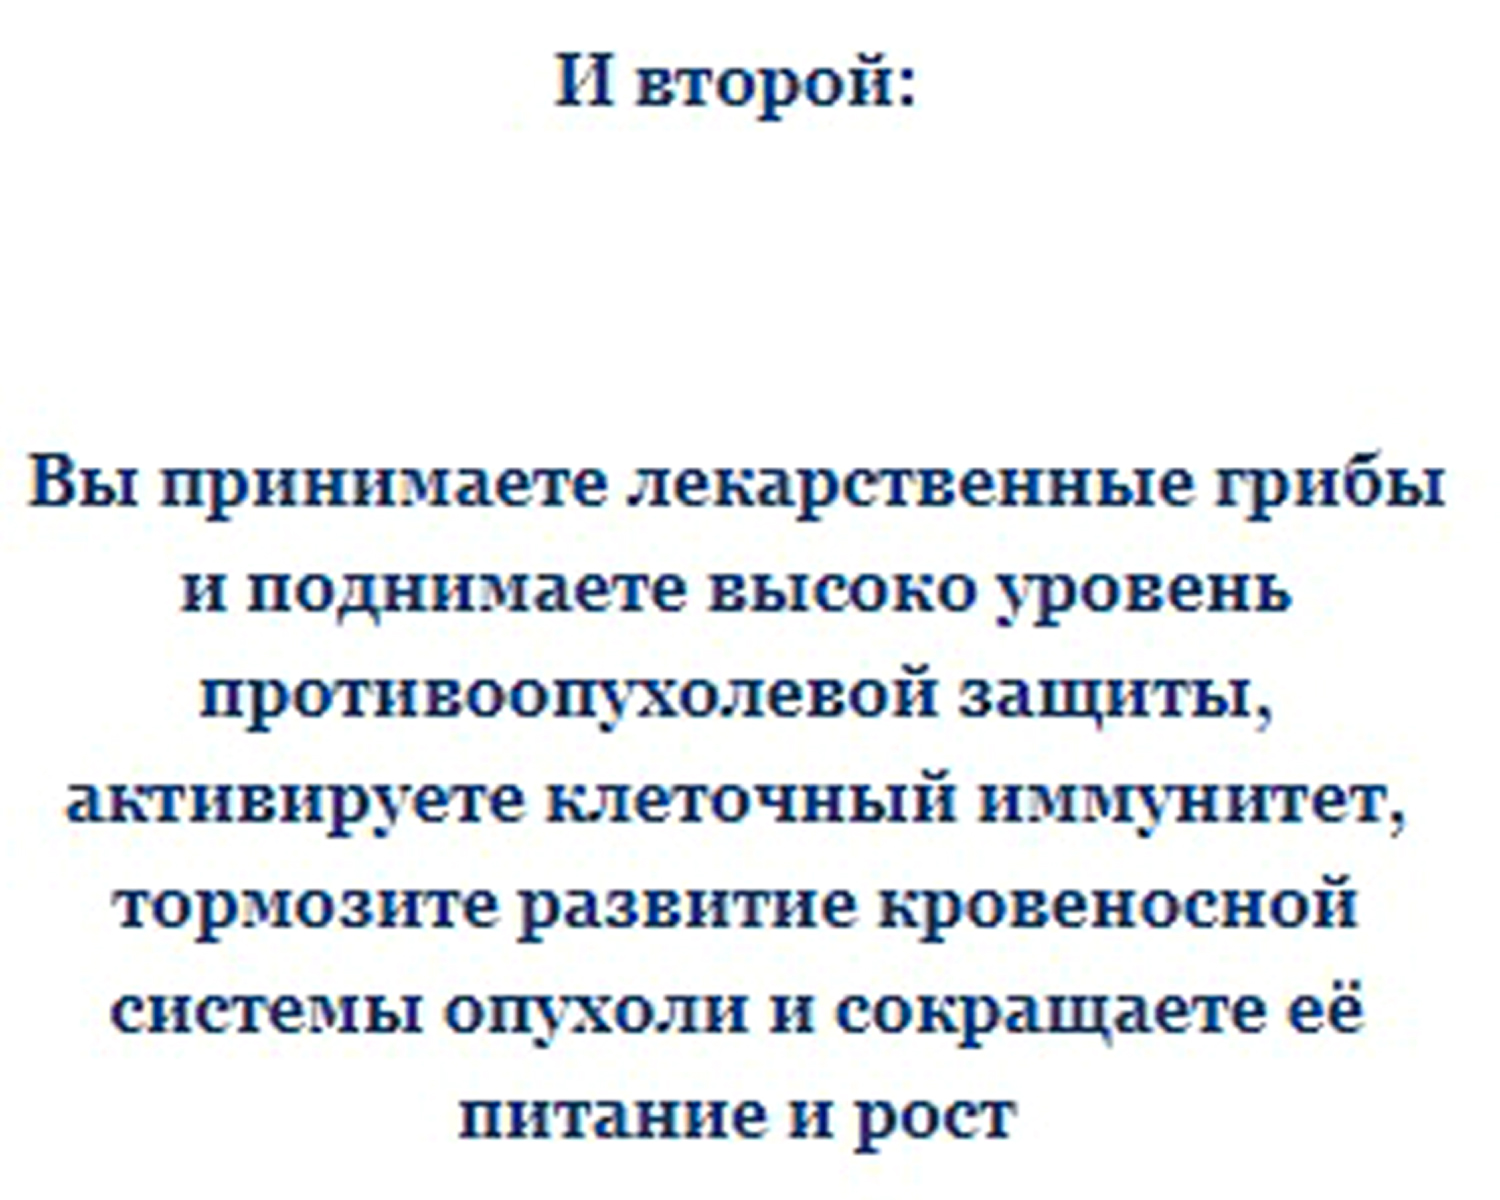 И второй:
Вы принимаете лекарственные грибы
и поднимаете высоко уровень
противоопухолевой защиты,
активируете клеточный иммунитет,
тормозите развитие кровеносной
системы опухоли и сокращаете её
питание и рост